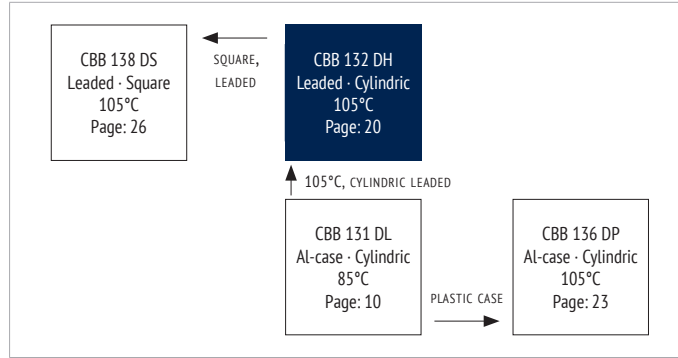 CBB 138 DS
Leaded · Square
105°C
Page: 26
SQUARE,
LEADED
CBB 132 DH
Leaded · Cylindric
105°C
Page: 20
105°C, CYLINDRIC LEADED
CBB 131 DL
Al-case · Cylindric
85°C
Page: 10
PLASTIC CASE
CBB 136 DP
Al-case · Cylindric
105°C
Page: 23